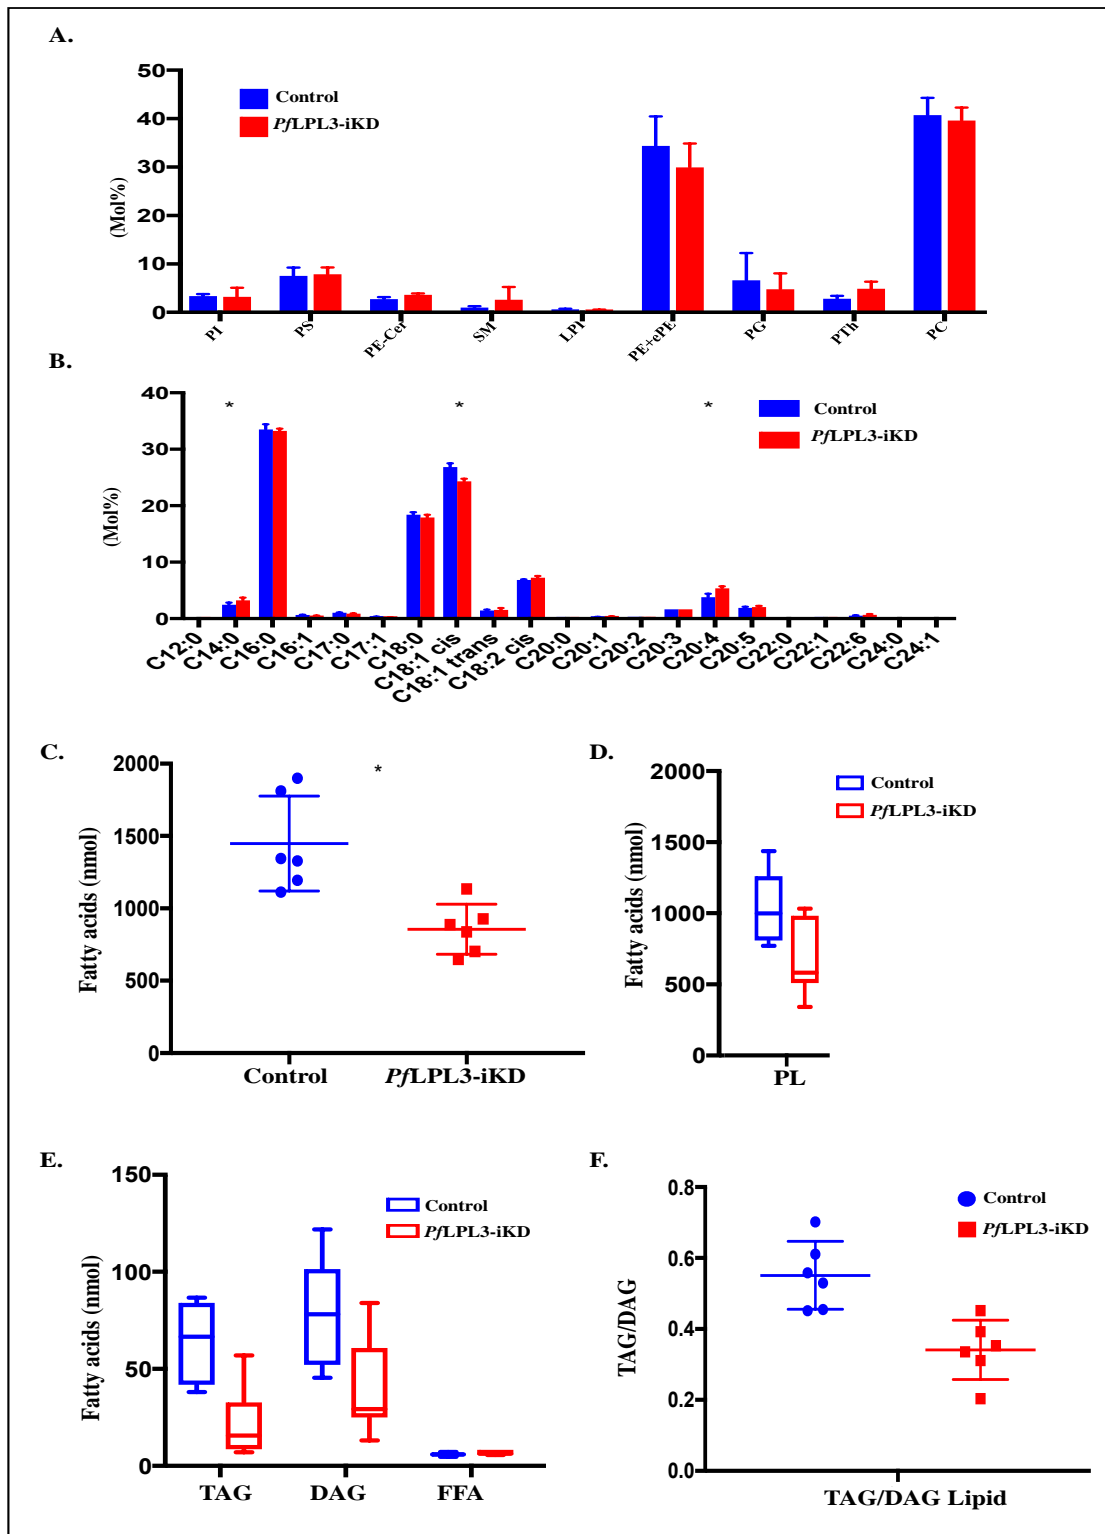 A.
50
40
30
20
10
0
(Mol%)
Control
PfLPL3-iKD
PI
PS
PE-Cer
SM
LPI
PE+ePE
PG
PTh
PC
B.
40
30
20
10
0
(Mol%)
* * *
Control
PfLPL3-iKD
C12:0
C14:0
C16:0
C16:1
C17:0
C17:1
C18:0
C18:1 cis
C18:1 trans
C18:2 cis
C20:0
C20:1
C20:2
C20:3
C20:4
C20:5
C22:0
C22:1
C22:6
C24:0
C24:1
C.
2000
1500
1000
500
0
Fatty acids (nmol)
*
Control
PfLPL3-iKD
D.
2000
1500
1000
500
0
Fatty acids (nmol)
Control
PfLPL3-iKD
PL
E.
150
100
50
0
Fatty acids (nmol)
Control
PfLPL3-iKD
TAG
DAG
FFA
F.
0.8
0.6
0.4
0.2
0.0
TAG/DAG
Control
PfLPL3-iKD
TAG/DAG Lipid